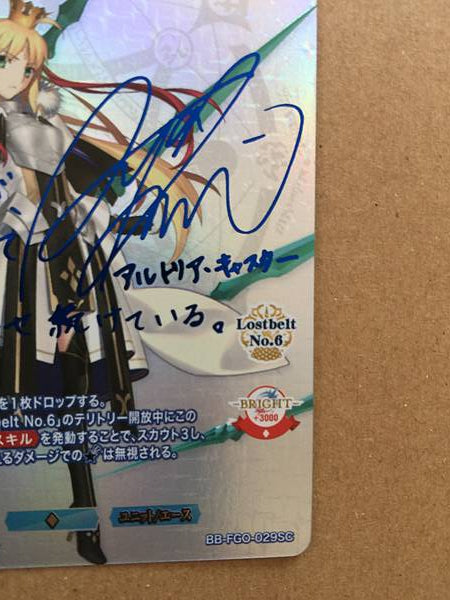 アルトリア・キャスター
せ続けている。
Lostbelt
No.6
BRIGHT
+3000
を1枚ドロップする。
belt No.6」のテリトリー開放中にこの
スキル を発動することで、スカウト3し、
るダメージでの は無視される。
ユニット/エース
BB-FGO-029SC